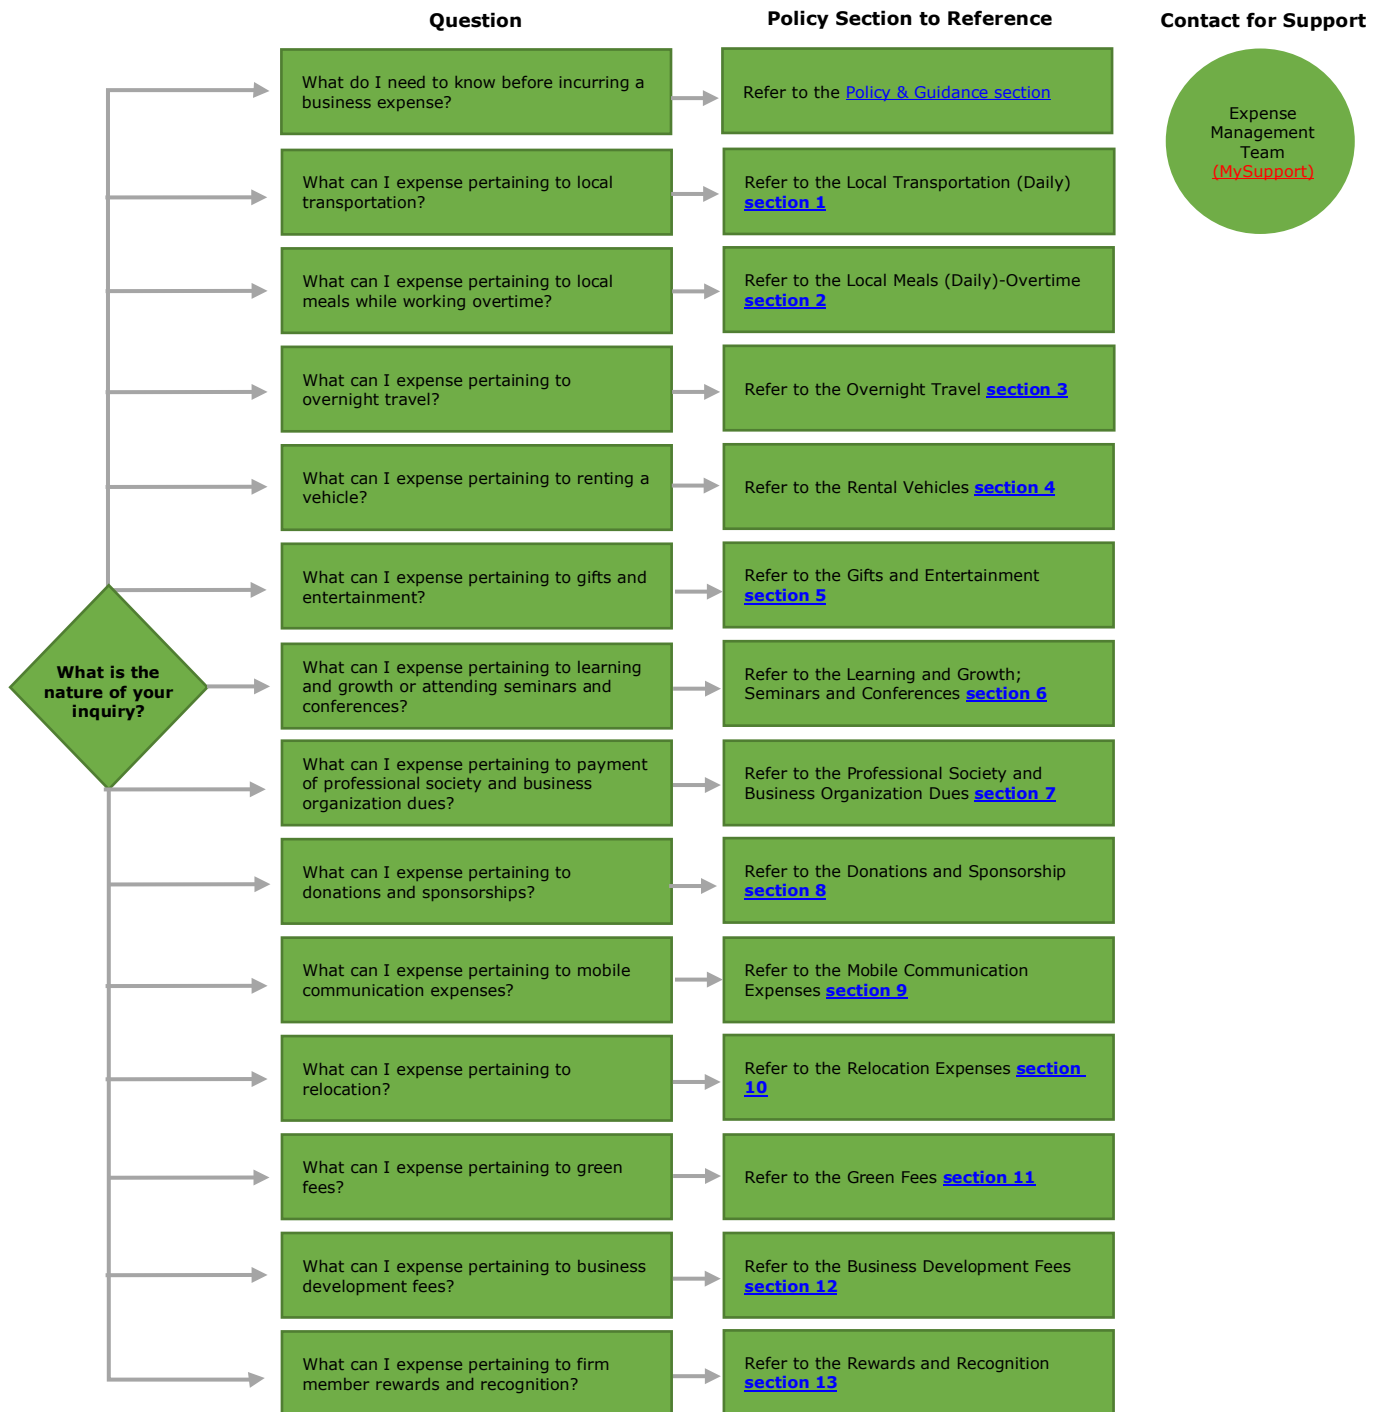 Question
Policy Section to Reference
Contact for Support
What do I need to know before incurring a
business expense?
Refer to the Policy & Guidance section
Expense
Management
Team
(MySupport)
What can I expense pertaining to local
transportation?
Refer to the Local Transportation (Daily)
section 1
What can I expense pertaining to local
meals while working overtime?
Refer to the Local Meals (Daily)-Overtime
section 2
What can I expense pertaining to
overnight travel?
Refer to the Overnight Travel section 3
What can I expense pertaining to renting a
vehicle?
Refer to the Rental Vehicles section 4
What can I expense pertaining to gifts and
entertainment?
Refer to the Gifts and Entertainment
section 5
What is the
nature of your
inquiry?
What can I expense pertaining to learning
and growth or attending seminars and
conferences?
Refer to the Learning and Growth;
Seminars and Conferences section 6
What can I expense pertaining to payment
of professional society and business
organization dues?
Refer to the Professional Society and
Business Organization Dues section 7
What can I expense pertaining to
donations and sponsorships?
Refer to the Donations and Sponsorship
section 8
What can I expense pertaining to mobile
communication expenses?
Refer to the Mobile Communication
Expenses section 9
What can I expense pertaining to
relocation?
Refer to the Relocation Expenses section
10
What can I expense pertaining to green
fees?
Refer to the Green Fees section 11
What can I expense pertaining to business
development fees?
Refer to the Business Development Fees
section 12
What can I expense pertaining to firm
member rewards and recognition?
Refer to the Rewards and Recognition
section 13